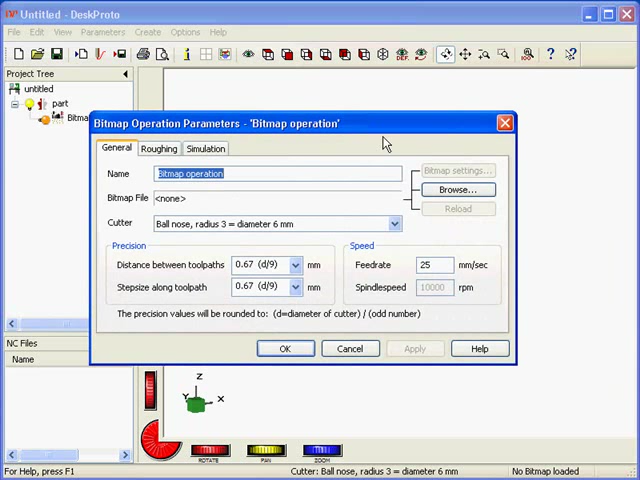 Untitled - DeskProto
File Edit View Parameters Create Options Window Help
Project Tree
untitled
part
Bitma
Bitmap Operation Parameters - 'Bitmap operation'
General Roughing Simulation
Name Bitmap operation Bitmap settings...
Bitmap File <none> Browse...
Reload
Cutter Ball nose, radius 3 = diameter 6 mm
Precision Speed
Distance between toolpaths 0.67 (d/9) mm Feedrate 25 mm/sec
Stepsize along toolpath 0.67 (d/9) mm Spindlespeed 10000 rpm
The precision values will be rounded to: (d=diameter of cutter) / (odd number)
OK Cancel Apply Help
NC Files
Name
Z
Y X
ROTATE PAN ZOOM
For Help, press F1 Cutter: Ball nose, radius 3 = diameter 6 mm No Bitmap loaded